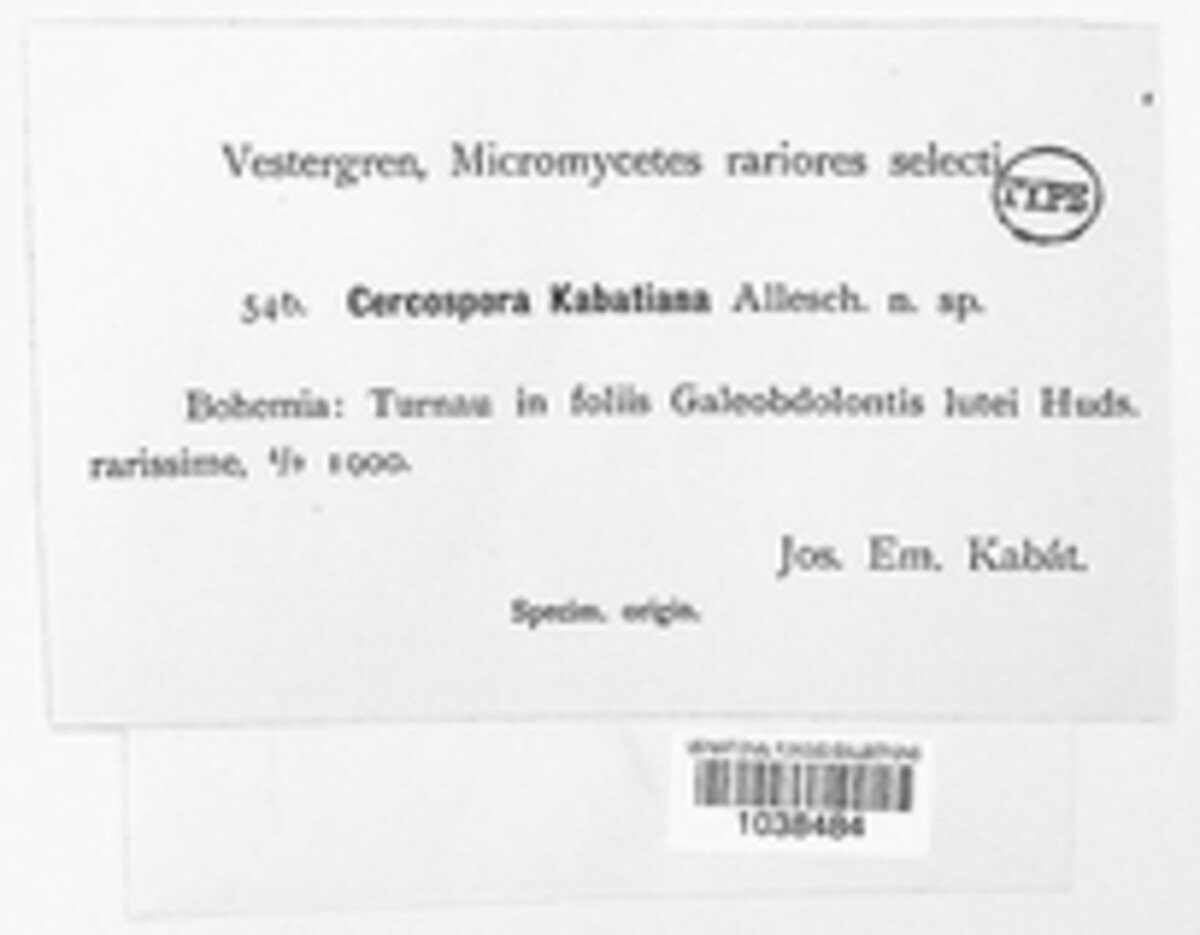 Vestergren, Micromycetes rariores selecti
TYPE
546. Cercospora Kabatiana Allesch. n. sp.
Bohemia: Turnau in foliis Galeobdolontis lutei Huds.
rarissime, 1900.
Jos. Em. Kabát.
Specim. origin.
1038484